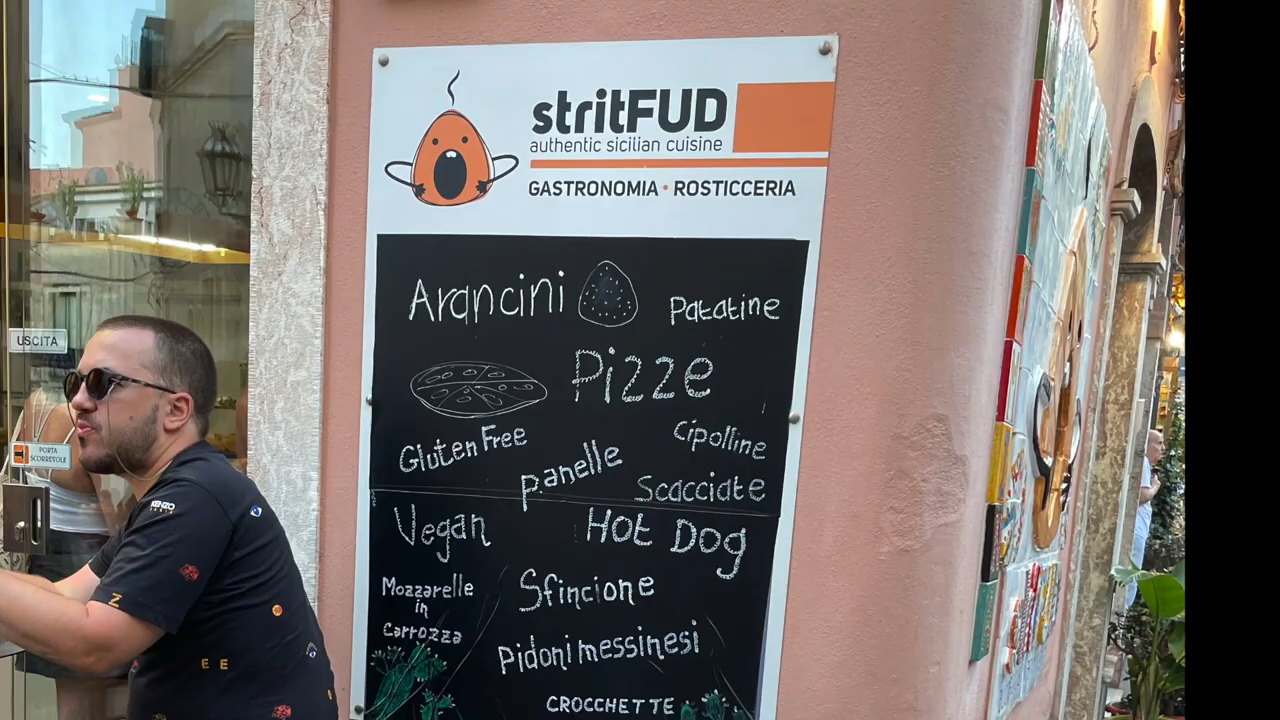 stritFUD
authentic sicilian cuisine
GASTRONOMIA • ROSTICCERIA
Arancini
Patatine
Pizze
Gluten Free
Cipolline
panelle
Scacciate
Vegan
Hot Dog
Mozzarelle
in
Carrozza
Sfincione
pidoni messinesi
CROCCHETTE
USCITA
PORTA
SCORREVOLE
KENZO
Z
E E